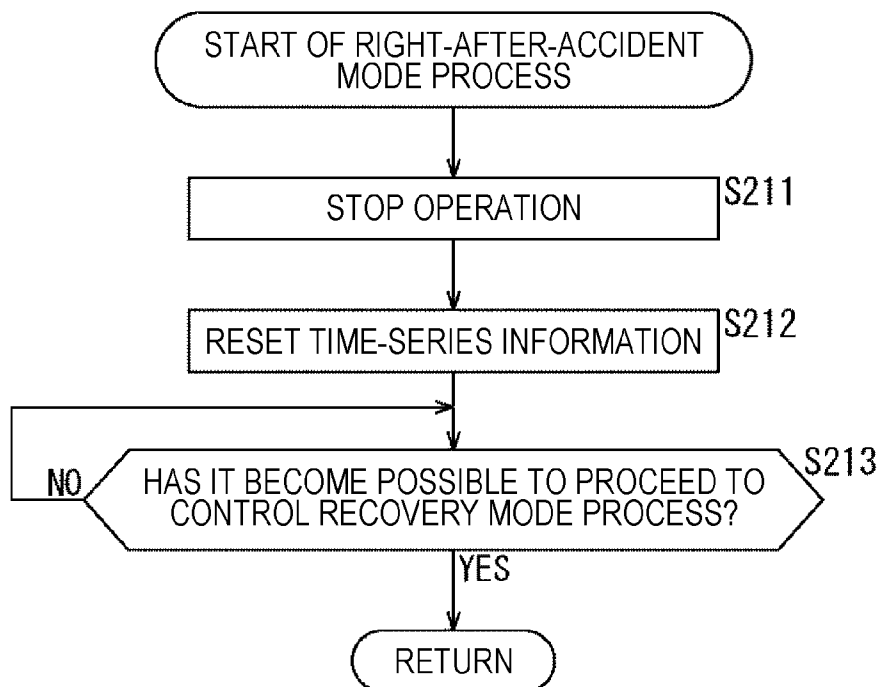 START OF RIGHT-AFTER-ACCIDENT
MODE PROCESS
STOP OPERATION
S211
RESET TIME-SERIES INFORMATION
S212
HAS IT BECOME POSSIBLE TO PROCEED TO
CONTROL RECOVERY MODE PROCESS?
S213
NO
YES
RETURN